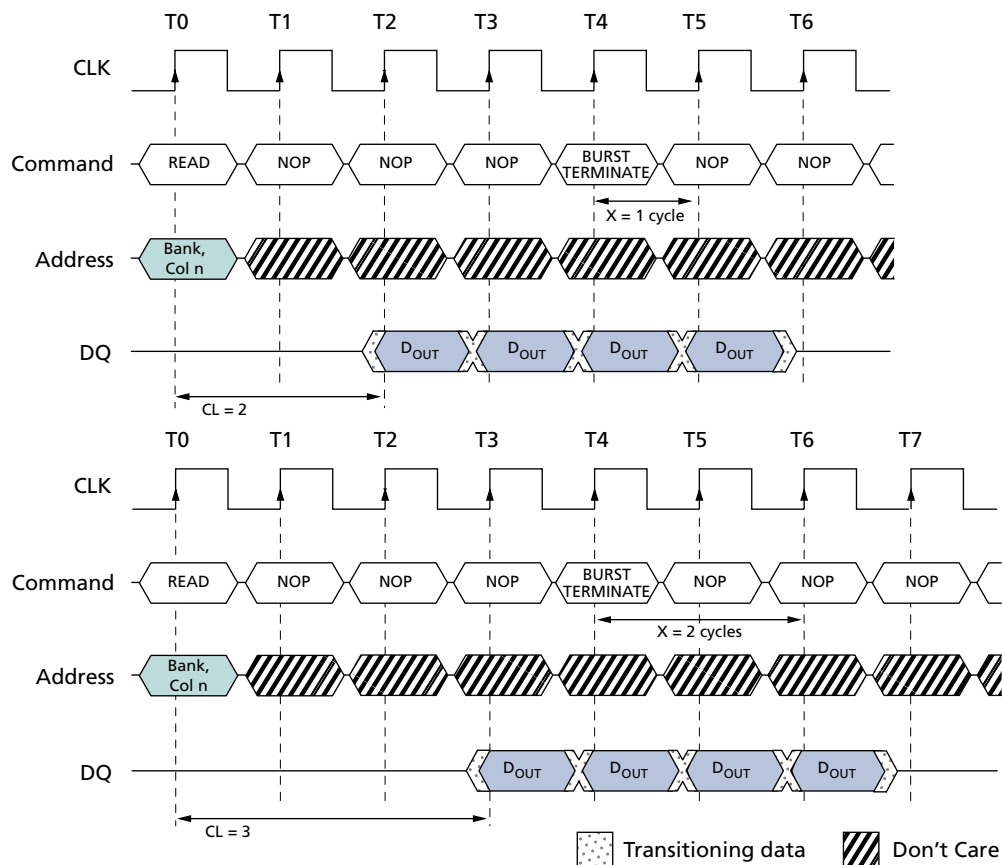 T0 T1 T2 T3 T4 T5 T6
CLK
Command READ NOP NOP NOP BURST TERMINATE NOP NOP
X = 1 cycle
Address Bank, Col n
DQ DOUT DOUT DOUT DOUT
CL = 2
T0 T1 T2 T3 T4 T5 T6 T7
CLK
Command READ NOP NOP NOP BURST TERMINATE NOP NOP NOP
X = 2 cycles
Address Bank, Col n
DQ DOUT DOUT DOUT DOUT
CL = 3
Transitioning data Don't Care